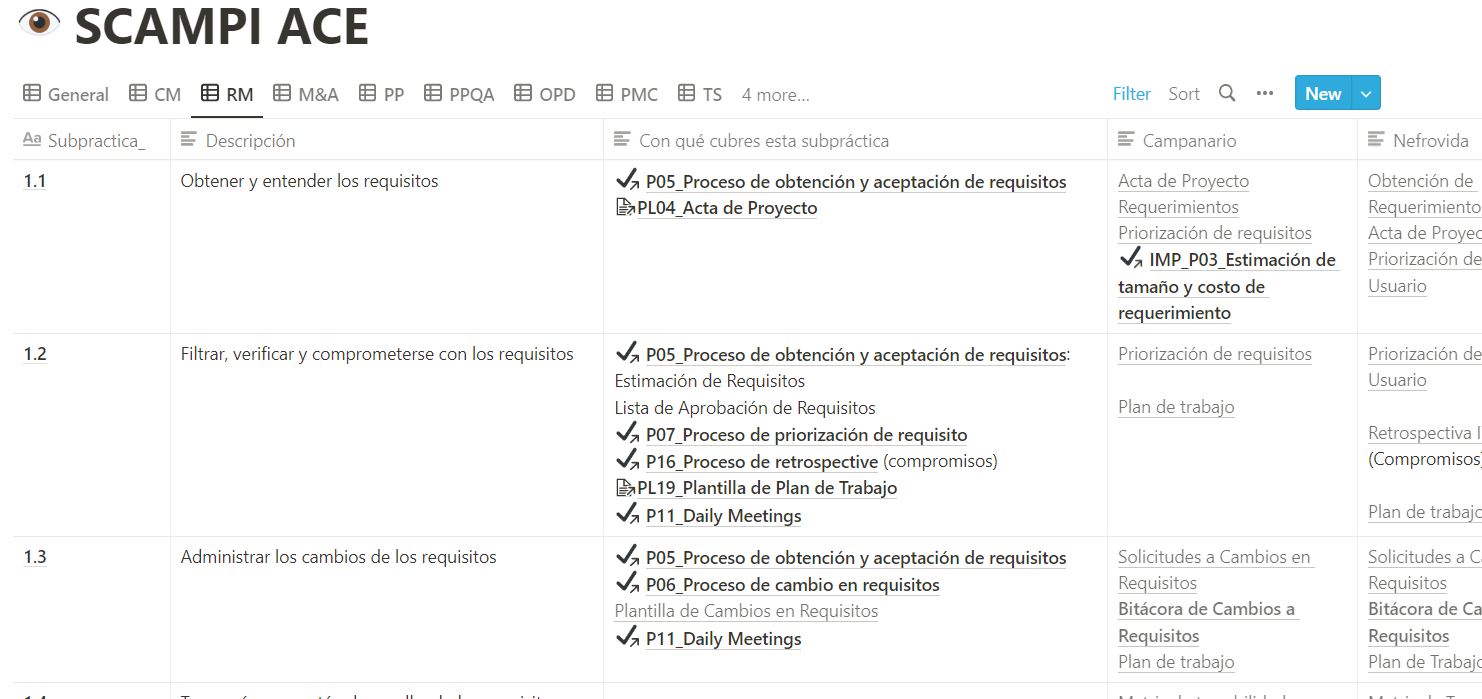 SCAMPI ACE
General CM RM M&A PP PPQA OPD PMC TS 4 more...
Filter Sort New
Aa Subpractica_ Descripción Con qué cubres esta subpráctica Campanario Nefrovida
1.1
Obtener y entender los requisitos
P05_Proceso de obtención y aceptación de requisitos
PL04_Acta de Proyecto
Acta de Proyecto
Requerimientos
Priorización de requisitos
IMP_P03_Estimación de
tamaño y costo de
requerimiento
Obtención de
Requerimiento
Acta de Proyec
Priorización de
Usuario
1.2
Filtrar, verificar y comprometerse con los requisitos
P05_Proceso de obtención y aceptación de requisitos:
Estimación de Requisitos
Lista de Aprobación de Requisitos
P07_Proceso de priorización de requisito
P16_Proceso de retrospective (compromisos)
PL19_Plantilla de Plan de Trabajo
P11_Daily Meetings
Priorización de requisitos
Plan de trabajo
Priorización de
Usuario
Retrospectiva
(Compromisos)
Plan de trabajo
1.3
Administrar los cambios de los requisitos
P05_Proceso de obtención y aceptación de requisitos
P06_Proceso de cambio en requisitos
Plantilla de Cambios en Requisitos
P11_Daily Meetings
Solicitudes a Cambios en
Requisitos
Bitácora de Cambios a
Requisitos
Plan de trabajo
Solicitudes a C
Requisitos
Bitácora de Ca
Requisitos
Plan de Trabajo